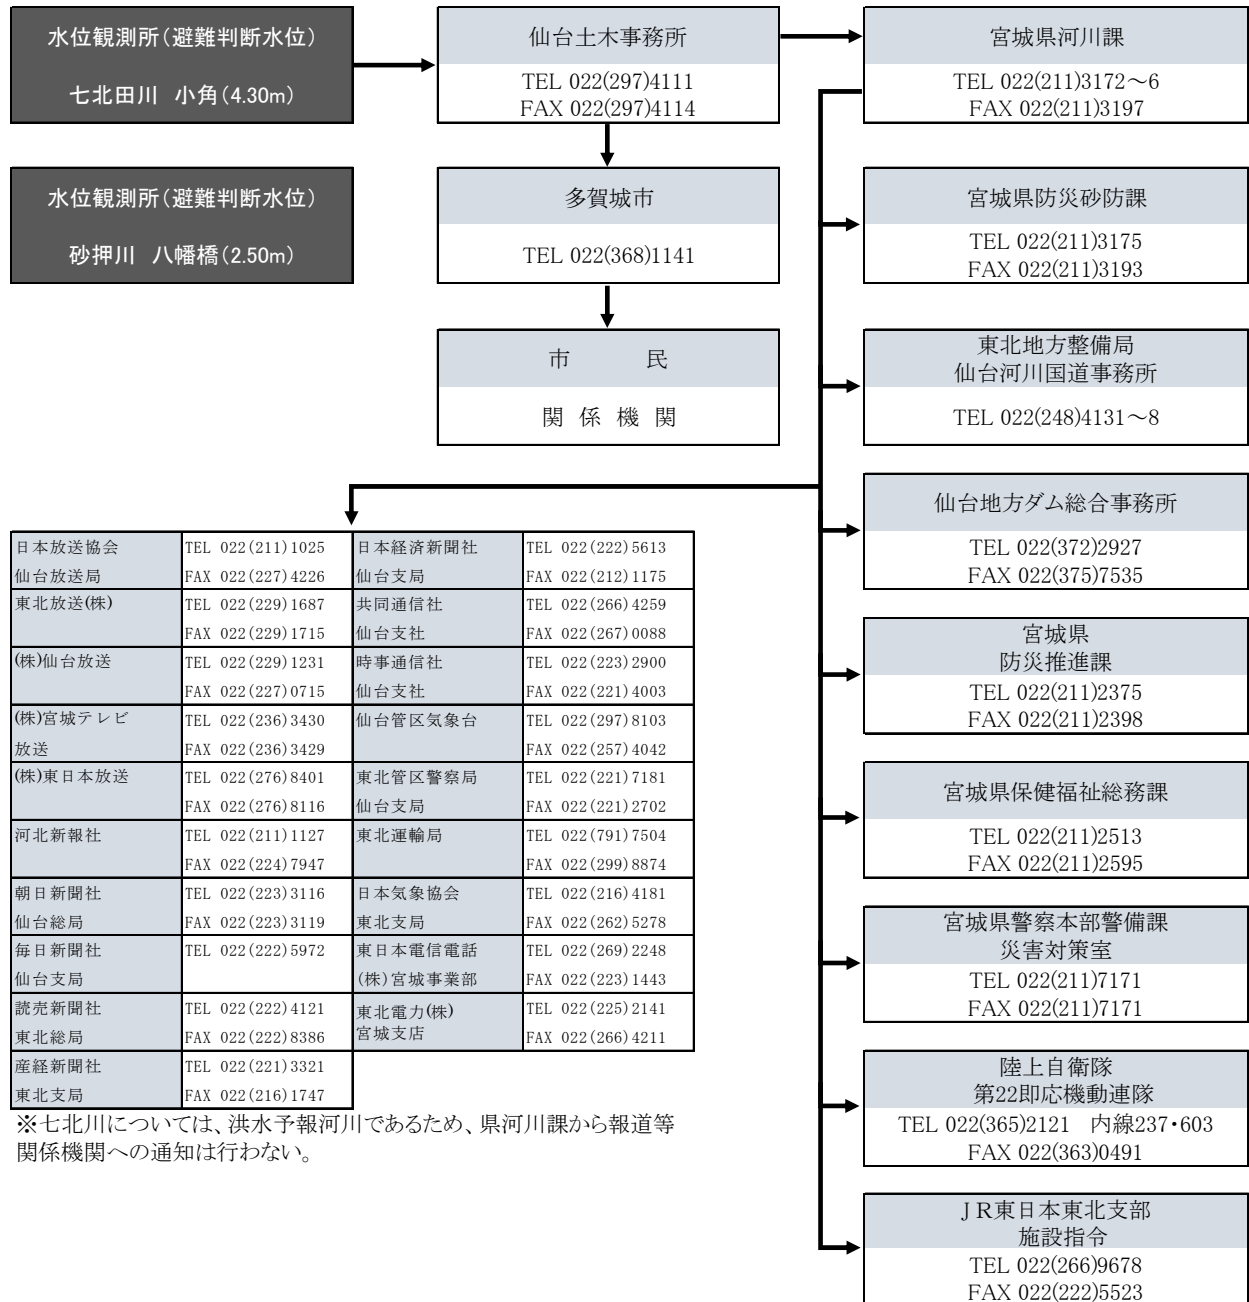 水位観測所（避難判断水位）
七北田川　小角（4.30m）
仙台土木事務所
TEL 022(297)4111
FAX 022(297)4114
宮城県河川課
TEL 022(211)3172～6
FAX 022(211)3197
水位観測所（避難判断水位）
砂押川　八幡橋（2.50m）
多賀城市
TEL 022(368)1141
宮城県防災砂防課
TEL 022(211)3175
FAX 022(211)3193
市　　　民
関 係 機 関
東北地方整備局
仙台河川国道事務所
TEL 022(248)4131～8
仙台地方ダム総合事務所
TEL 022(372)2927
FAX 022(375)7535
宮城県
防災推進課
TEL 022(211)2375
FAX 022(211)2398
宮城県保健福祉総務課
TEL 022(211)2513
FAX 022(211)2595
宮城県警察本部警備課
災害対策室
TEL 022(211)7171
FAX 022(211)7171
陸上自衛隊
第22即応機動連隊
TEL 022(365)2121　内線237・603
FAX 022(363)0491
ＪＲ東日本東北支部
施設指令
TEL 022(266)9678
FAX 022(222)5523
日本放送協会 TEL 022(211)1025 日本経済新聞社 TEL 022(222)5613
仙台放送局 FAX 022(227)4226 仙台支局 FAX 022(212)1175
東北放送(株) TEL 022(229)1687 共同通信社 TEL 022(266)4259
FAX 022(229)1715 仙台支社 FAX 022(267)0088
(株)仙台放送 TEL 022(229)1231 時事通信社 TEL 022(223)2900
FAX 022(227)0715 仙台支社 FAX 022(221)4003
(株)宮城テレビ TEL 022(236)3430 仙台管区気象台 TEL 022(297)8103
放送 FAX 022(236)3429 FAX 022(257)4042
(株)東日本放送 TEL 022(276)8401 東北管区警察局 TEL 022(221)7181
FAX 022(276)8116 仙台支局 FAX 022(221)2702
河北新報社 TEL 022(211)1127 東北運輸局 TEL 022(791)7504
FAX 022(224)7947 FAX 022(299)8874
朝日新聞社 TEL 022(223)3116 日本気象協会 TEL 022(216)4181
仙台総局 FAX 022(223)3119 東北支局 FAX 022(262)5278
毎日新聞社 TEL 022(222)5972 東日本電信電話 TEL 022(269)2248
仙台支局 (株)宮城事業部 FAX 022(223)1443
読売新聞社 TEL 022(222)4121 東北電力(株) TEL 022(225)2141
東北総局 FAX 022(222)8386 宮城支店 FAX 022(266)4211
産経新聞社 TEL 022(221)3321
東北支局 FAX 022(216)1747
※七北川については、洪水予報河川であるため、県河川課から報道等
関係機関への通知は行わない。